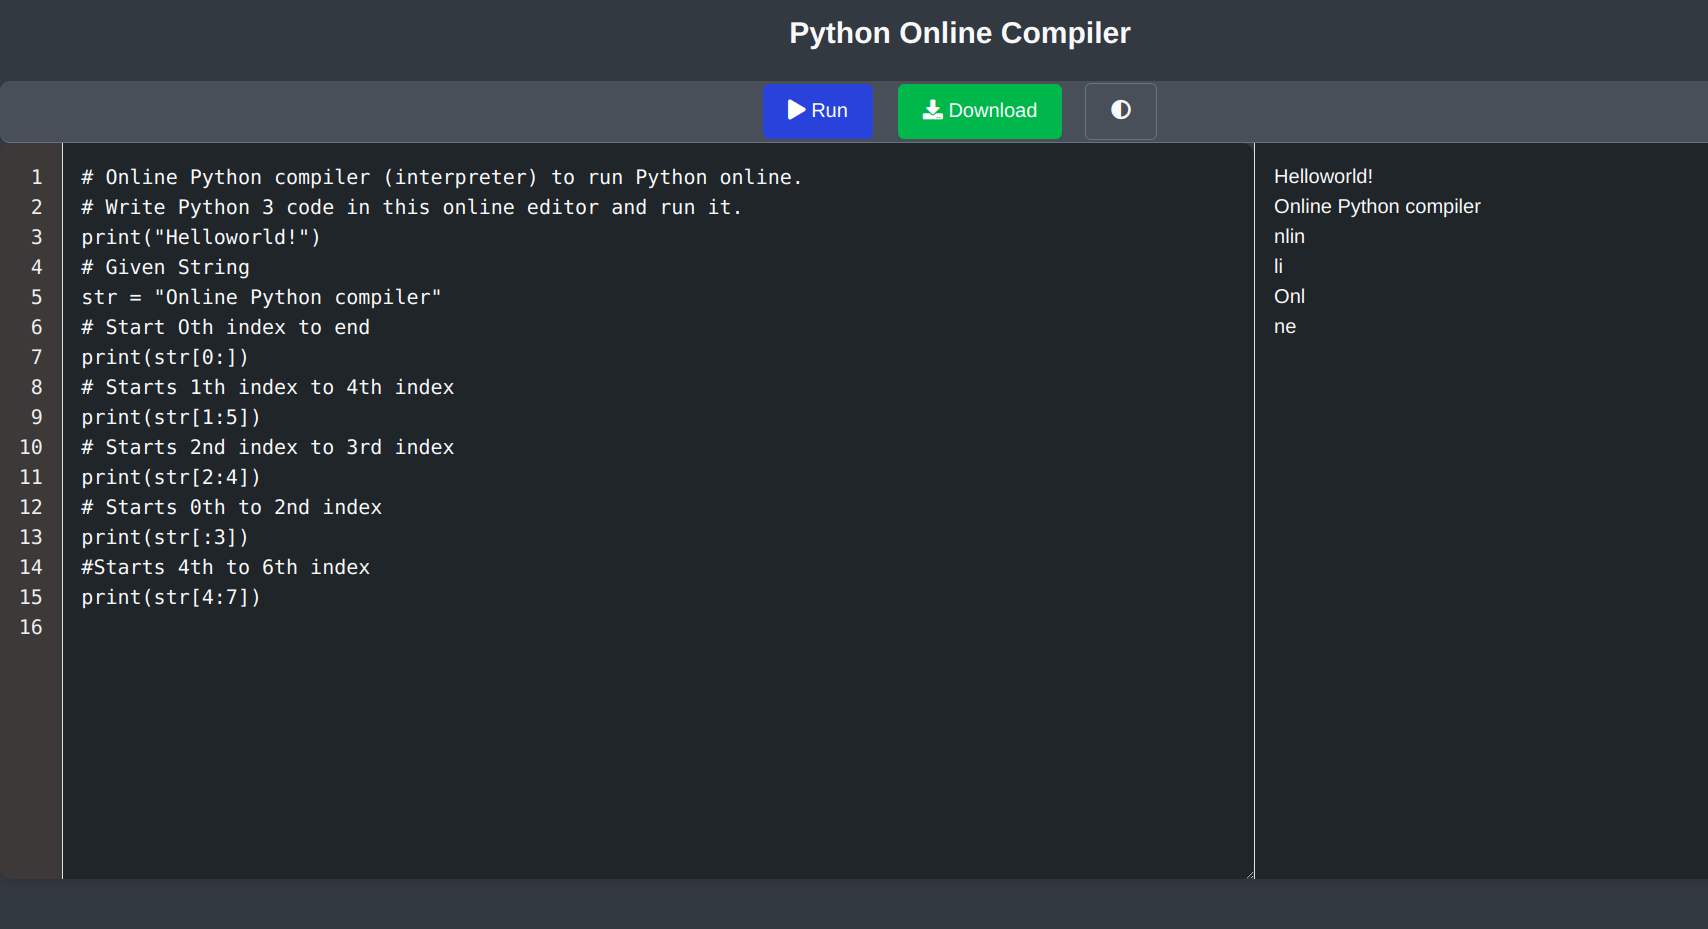 Python Online Compiler
Run Download
1 # Online Python compiler (interpreter) to run Python online.
2 # Write Python 3 code in this online editor and run it.
3 print("Helloworld!")
4 # Given String
5 str = "Online Python compiler"
6 # Start Oth index to end
7 print(str[0:])
8 # Starts 1th index to 4th index
9 print(str[1:5])
10 # Starts 2nd index to 3rd index
11 print(str[2:4])
12 # Starts 0th to 2nd index
13 print(str[:3])
14 #Starts 4th to 6th index
15 print(str[4:7])
16
Helloworld!
Online Python compiler
nlin
li
Onl
ne